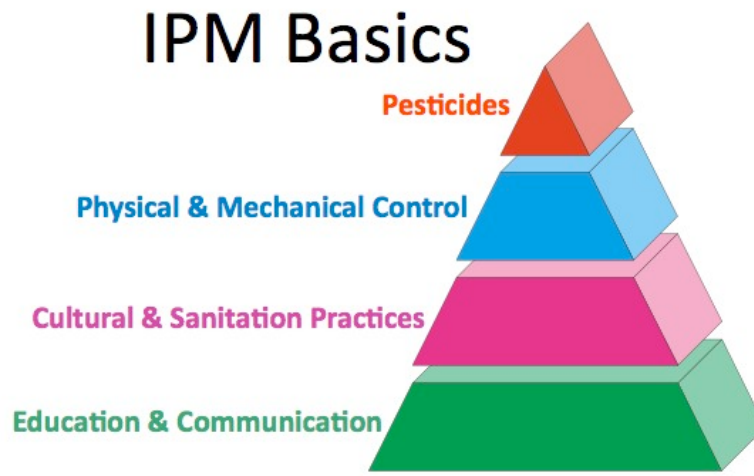 IPM Basics
Pesticides
Physical & Mechanical Control
Cultural & Sanitation Practices
Education & Communication